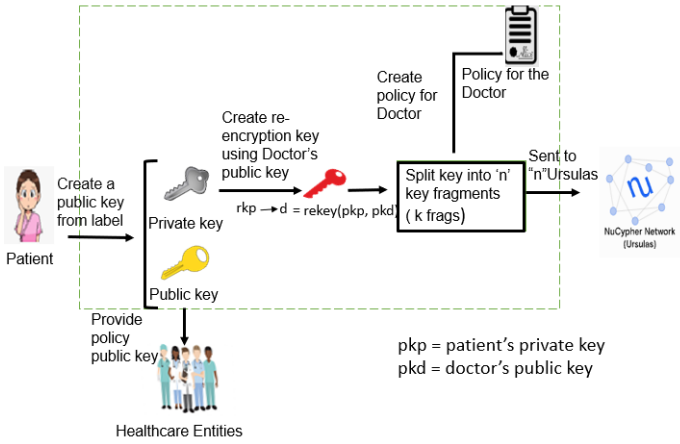 Patient
Create a
public key
from label
Private key
Public key
Create re-
encryption key
using Doctor's
public key
rkp → d = rekey(pkp, pkd)
Create
policy for
Doctor
Policy for the
Doctor
Split key into 'n'
key fragments
( k frags)
Sent to
"n"Ursulas
NuCypher Network
(Ursulas)
Provide
policy
public key
Healthcare Entities
pkp = patient's private key
pkd = doctor's public key